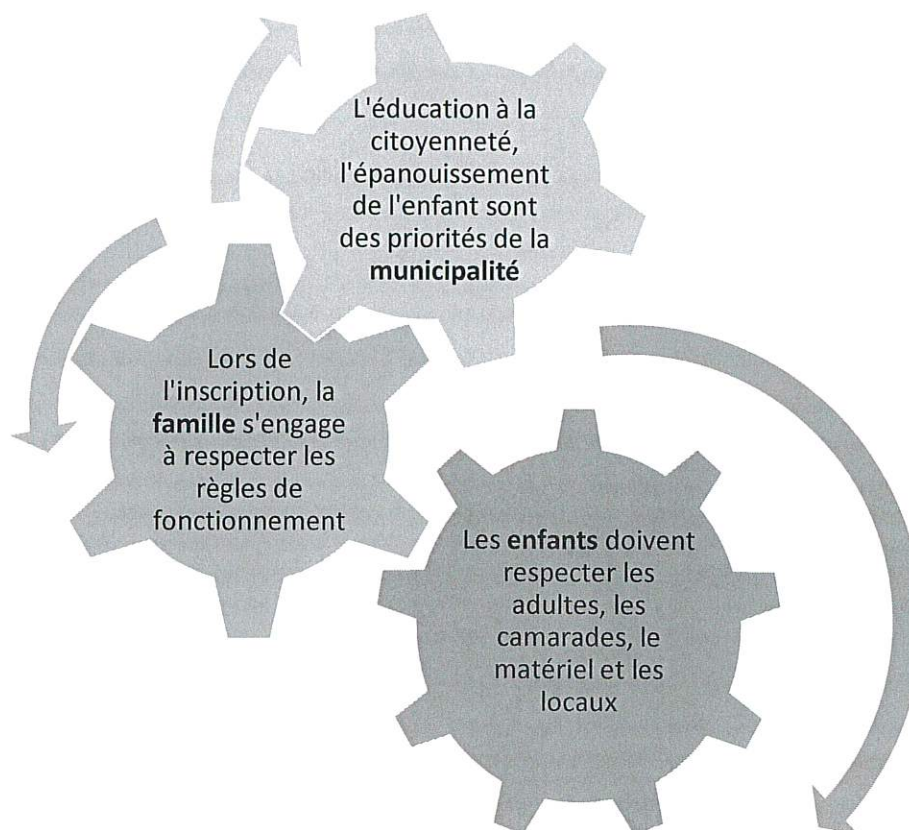 L'éducation à la
citoyenneté,
l'épanouissement
de l'enfant sont
des priorités de la
municipalité
Lors de
l'inscription, la
famille s'engage
à respecter les
règles de
fonctionnement
Les enfants doivent
respecter les
adultes, les
camarades, le
matériel et les
locaux